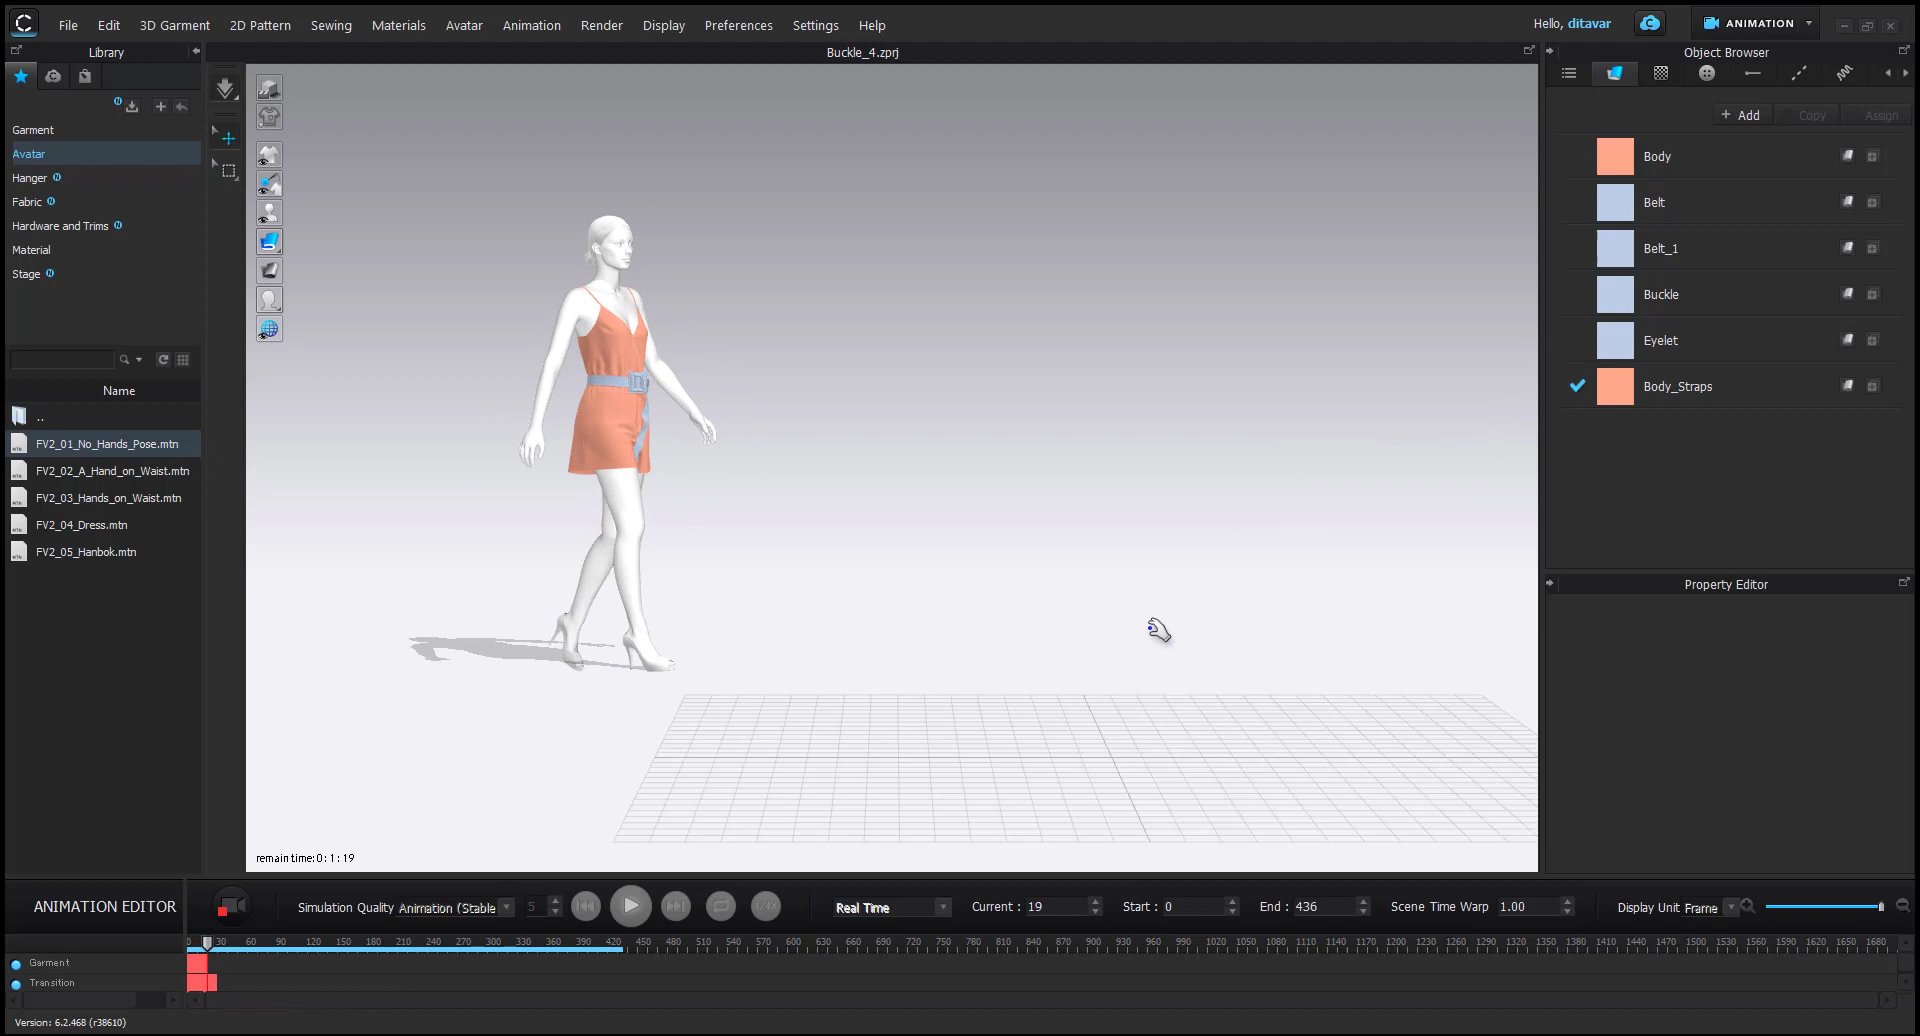 File Edit 3D Garment 2D Pattern Sewing Materials Avatar Animation Render Display Preferences Settings Help
Hello, ditavar
ANIMATION
Library
Buckle_4.zprj
Object Browser
Garment
Avatar
Hanger
Fabric
Hardware and Trims
Material
Stage
Name
..
FV2_01_No_Hands_Pose.mtn
FV2_02_A_Hand_on_Waist.mtn
FV2_03_Hands_on_Waist.mtn
FV2_04_Dress.mtn
FV2_05_Hanbok.mtn
+ Add Copy Assign
Body
Belt
Belt_1
Buckle
Eyelet
Body_Straps
Property Editor
remain time: 0 : 1 : 19
ANIMATION EDITOR
Simulation Quality Animation (Stable 5
1/4X
Real Time
Current : 19
Start : 0
End : 436
Scene Time Warp 1.00
Display Unit Frame
0 30 60 90 120 150 180 210 240 270 300 330 360 390 420 450 480 510 540 570 600 630 660 690 720 750 780 810 840 870 900 930 960 990 1020 1050 1080 1110 1140 1170 1200 1230 1260 1290 1320 1350 1380 1410 1440 1470 1500 1530 1560 1590 1620 1650 1680
Garment
Transition
Version: 6.2.468 (r38610)